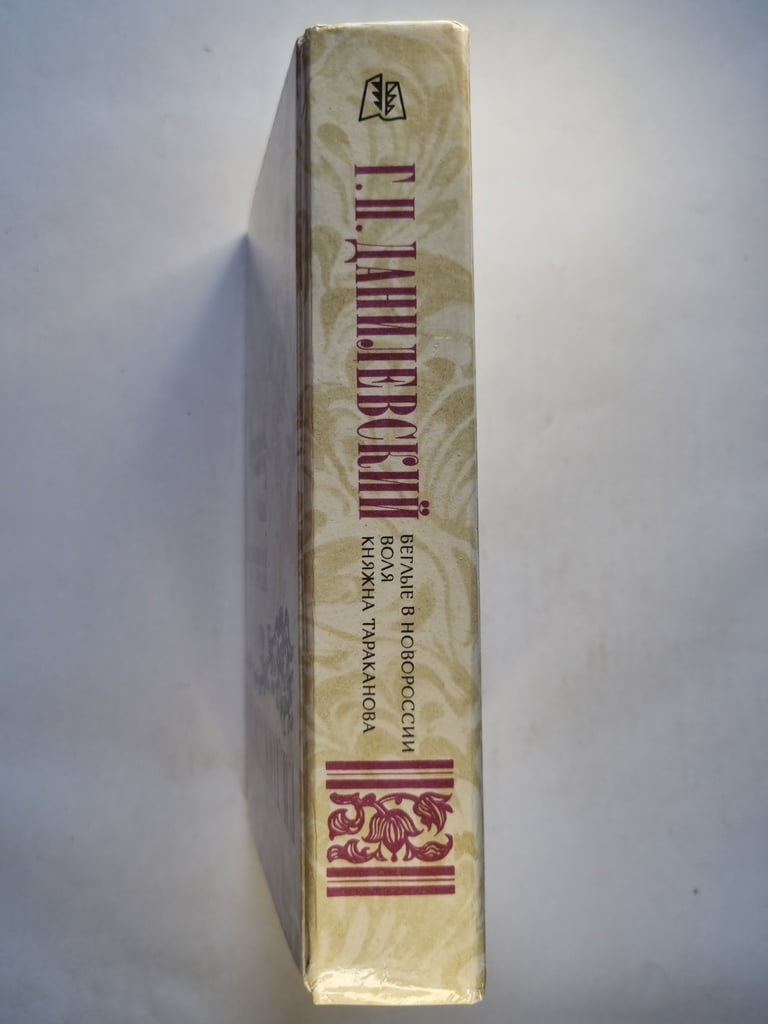 Г.П. ДАНИЛЕВСКИЙ
БЕГЛЫЕ В НОВОРОССИИ
ВОЛЯ
КНЯЖНА ТАРАКАНОВА